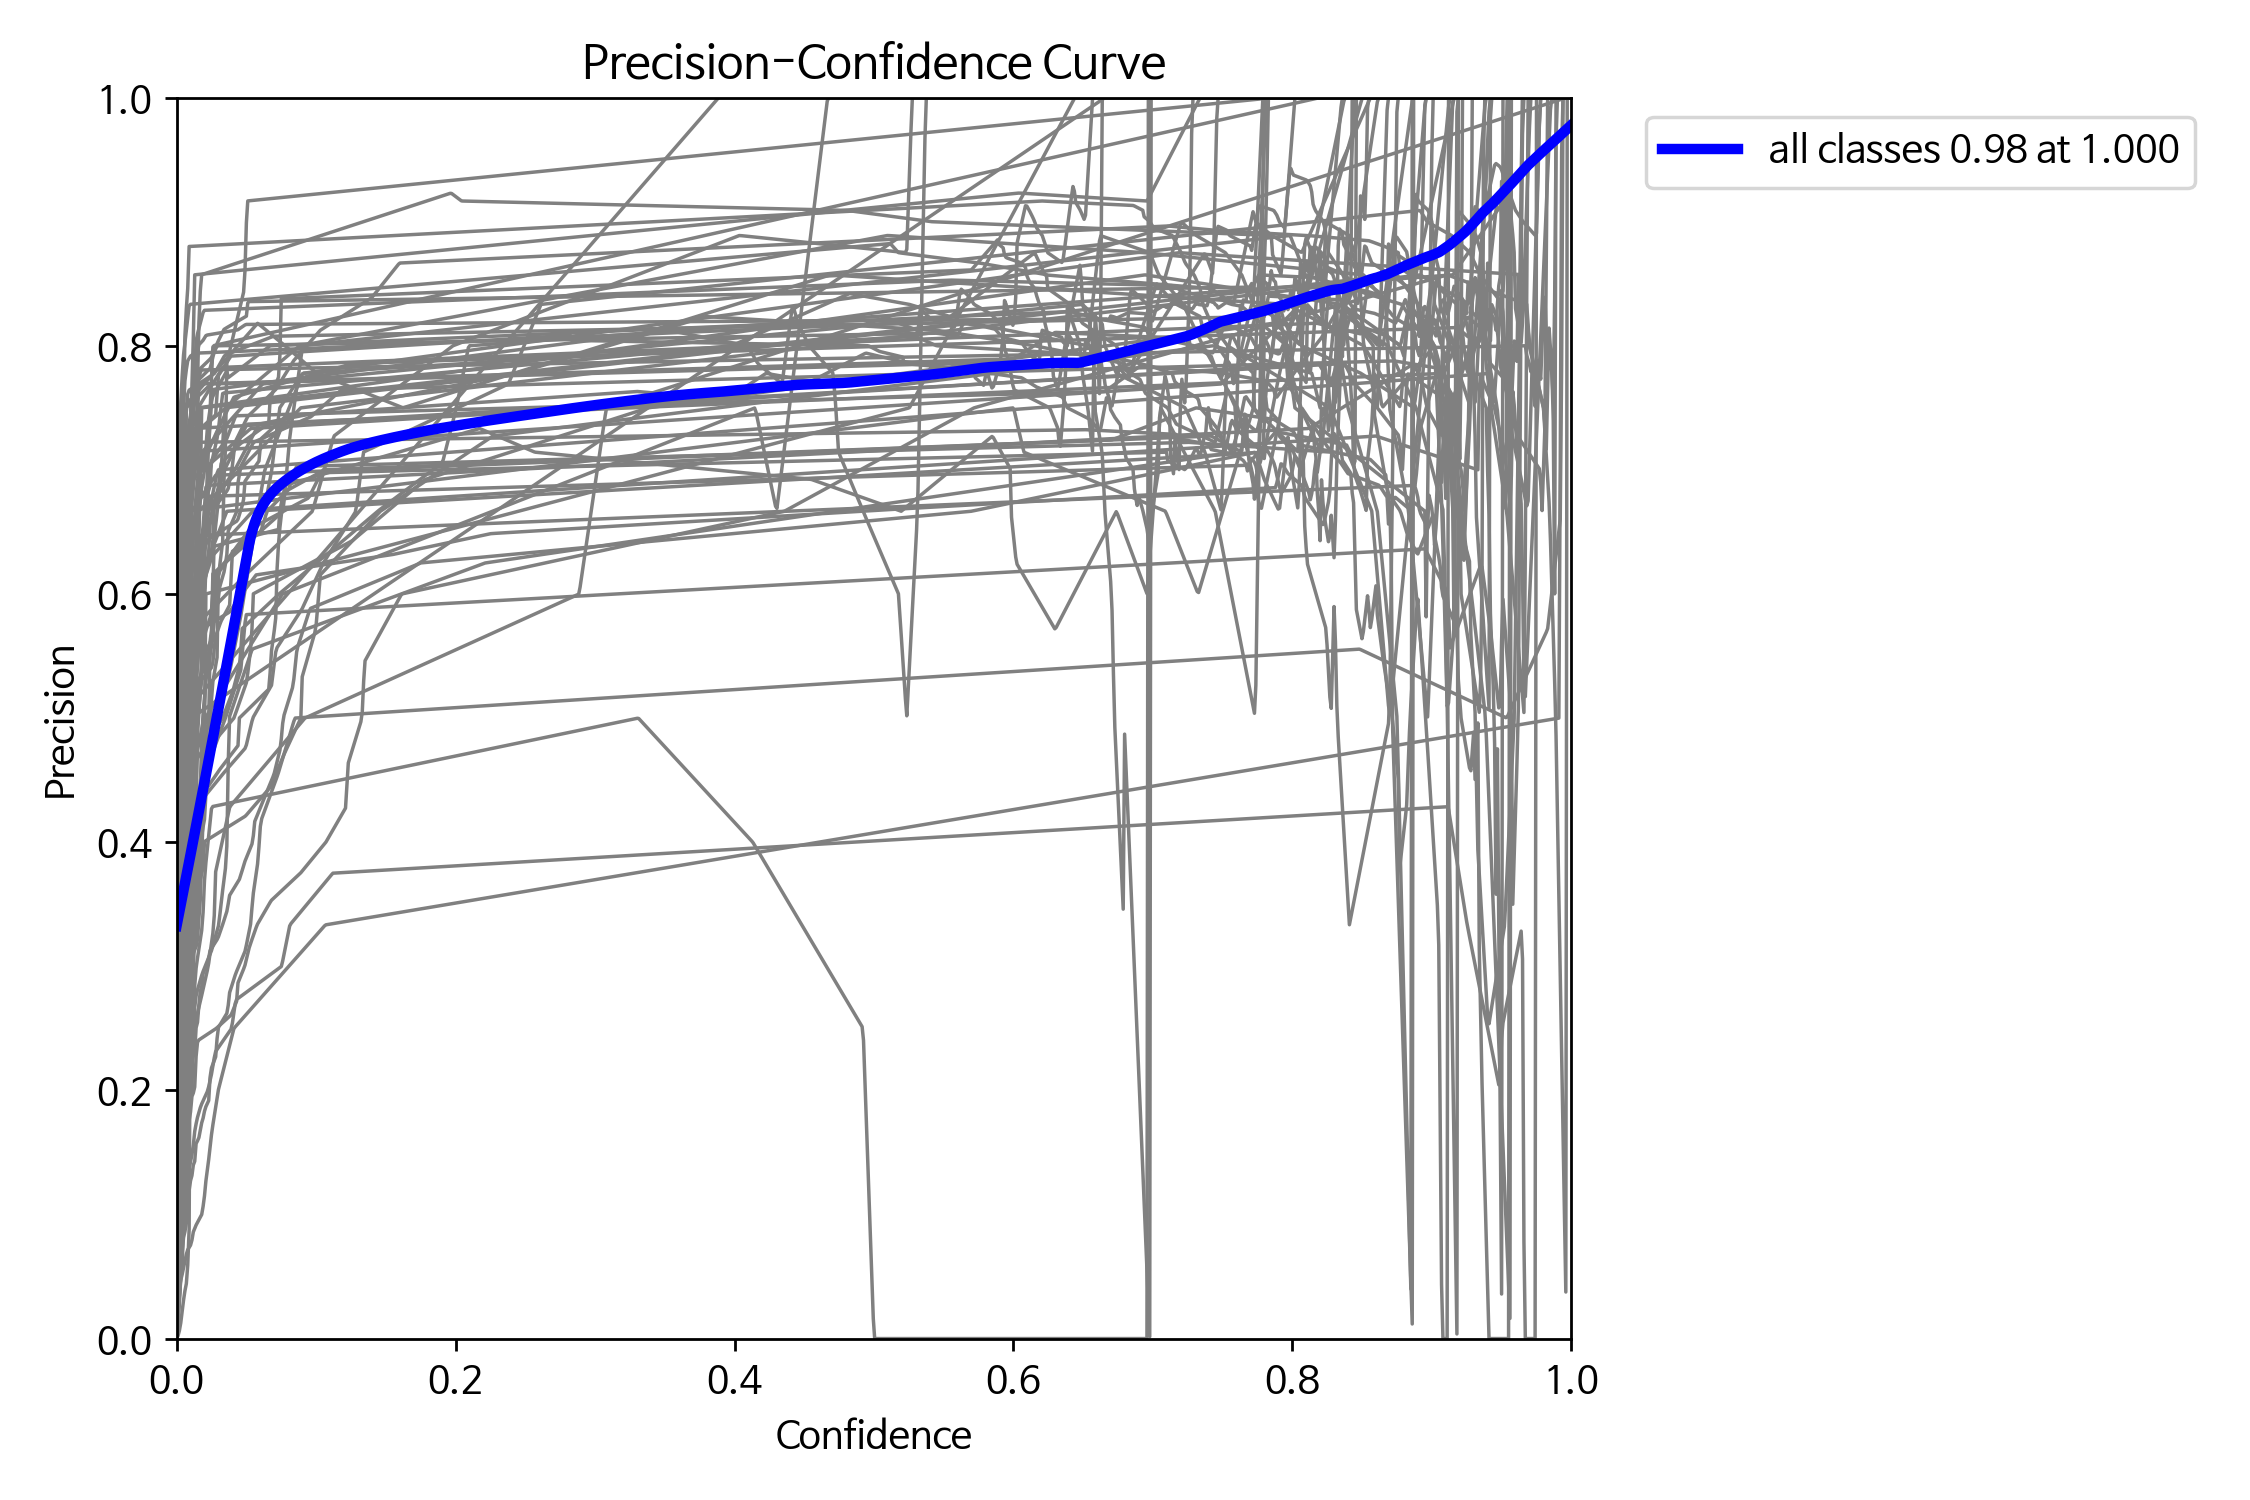 Precision-Confidence Curve
all classes 0.98 at 1.000
Precision
1.0
0.8
0.6
0.4
0.2
0.0
0.0 0.2 0.4 0.6 0.8 1.0
Confidence